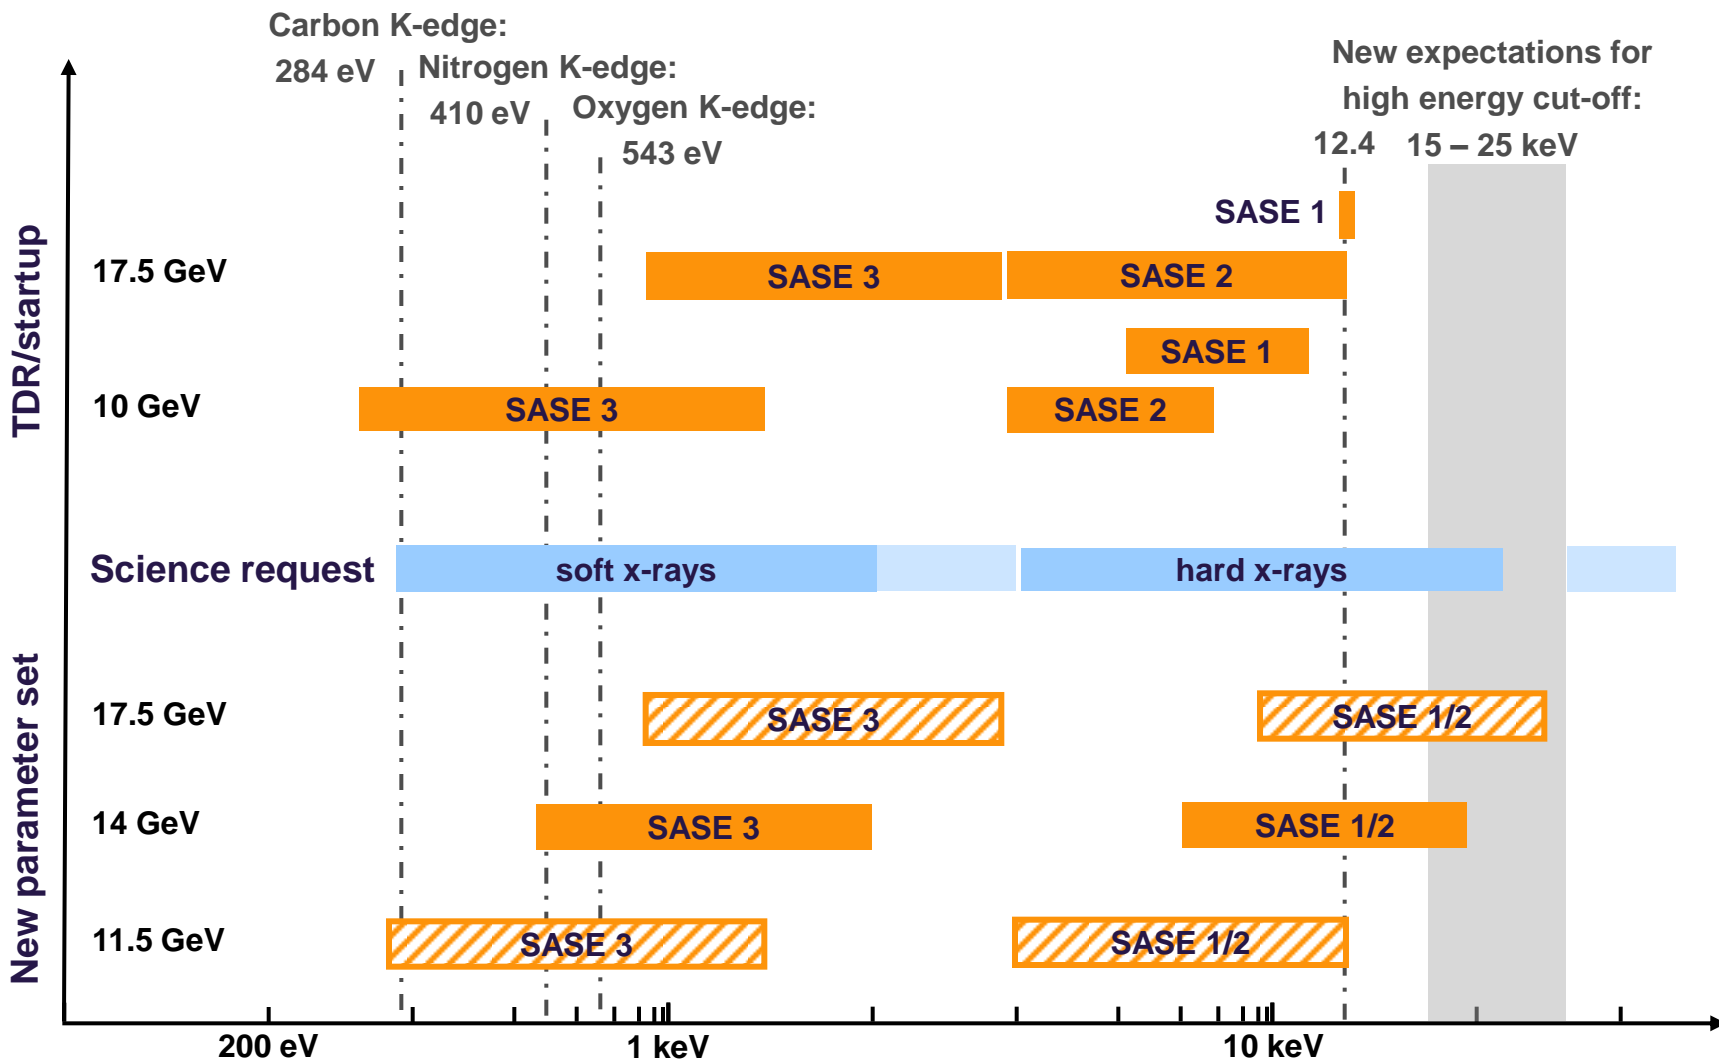 Carbon K-edge:
284 eV
Nitrogen K-edge:
410 eV
Oxygen K-edge:
543 eV
New expectations for
high energy cut-off:
12.4 15 – 25 keV
TDR/startup
SASE 1
17.5 GeV
SASE 3
SASE 2
SASE 1
10 GeV
SASE 3
SASE 2
Science request
soft x-rays
hard x-rays
New parameter set
17.5 GeV
SASE 3
SASE 1/2
14 GeV
SASE 3
SASE 1/2
11.5 GeV
SASE 3
SASE 1/2
200 eV
1 keV
10 keV